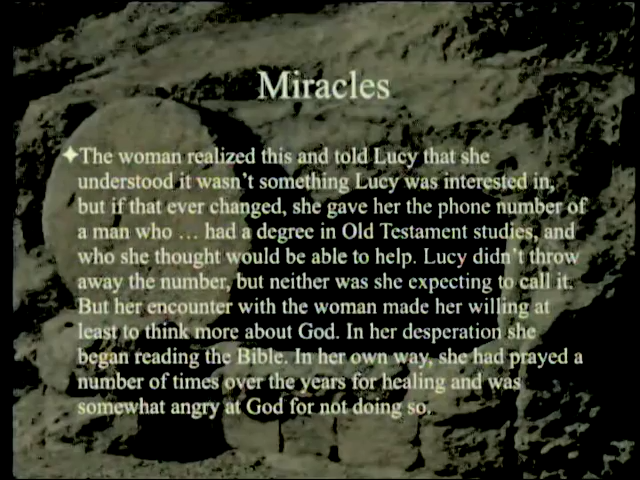 Miracles
✦The woman realized this and told Lucy that she
understood it wasn't something Lucy was interested in,
but if that ever changed, she gave her the phone number of
a man who … had a degree in Old Testament studies, and
who she thought would be able to help. Lucy didn't throw
away the number, but neither was she expecting to call it.
But her encounter with the woman made her willing at
least to think more about God. In her desperation she
began reading the Bible. In her own way, she had prayed a
number of times over the years for healing and was
somewhat angry at God for not doing so.